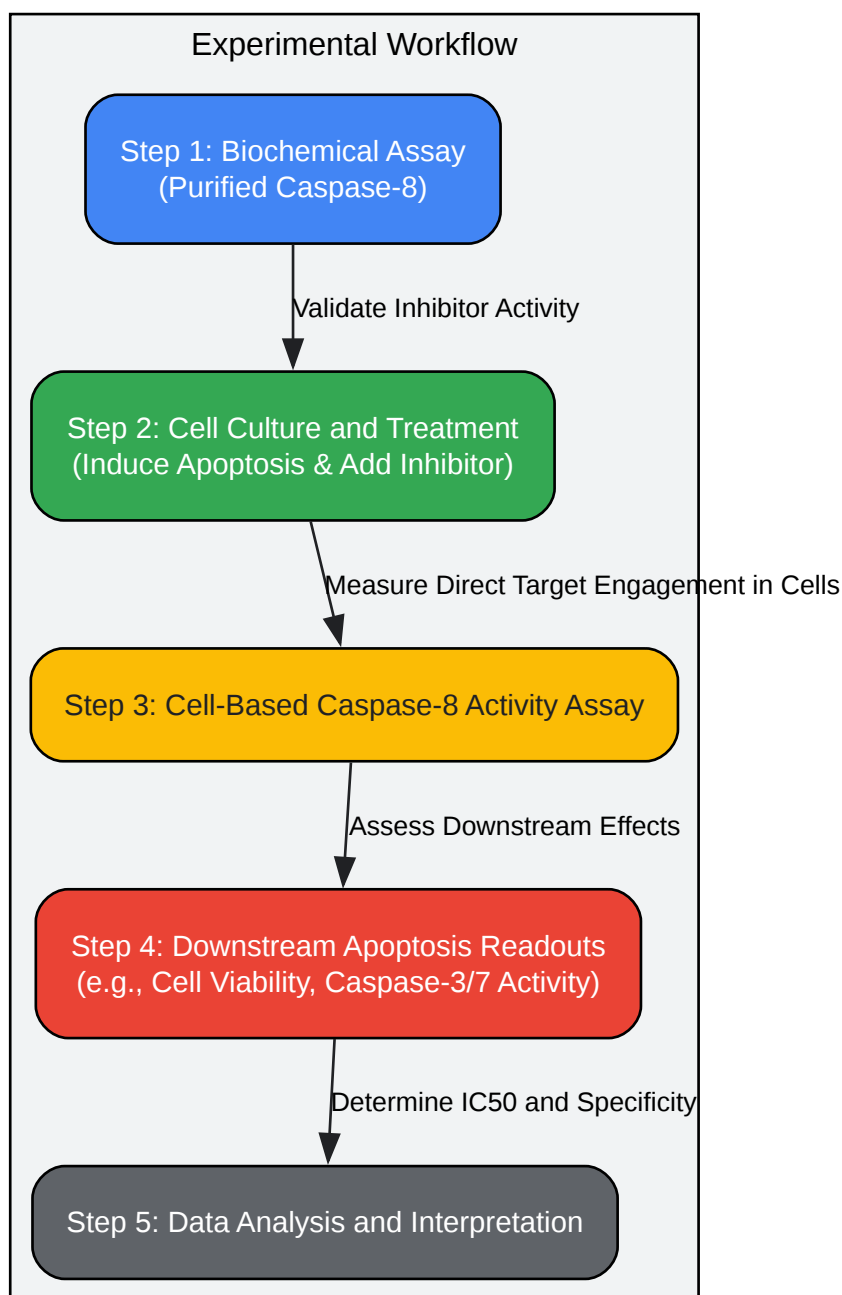 Experimental Workflow
Step 1: Biochemical Assay
(Purified Caspase-8)
Validate Inhibitor Activity
Step 2: Cell Culture and Treatment
(Induce Apoptosis & Add Inhibitor)
Measure Direct Target Engagement in Cells
Step 3: Cell-Based Caspase-8 Activity Assay
Assess Downstream Effects
Step 4: Downstream Apoptosis Readouts
(e.g., Cell Viability, Caspase-3/7 Activity)
Determine IC50 and Specificity
Step 5: Data Analysis and Interpretation